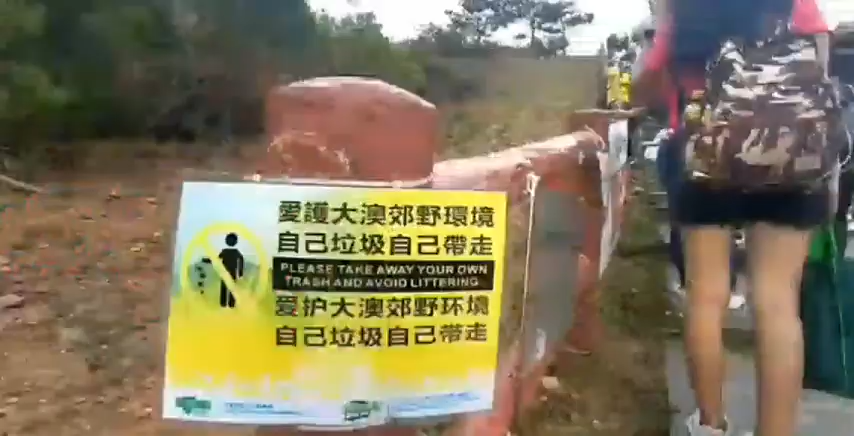 愛護大澳郊野環境
自己垃圾自己帶走
PLEASE TAKE AWAY YOUR OWN
TRASH AND AVOID LITTERING
爱护大澳郊野环境
自己垃圾自己带走